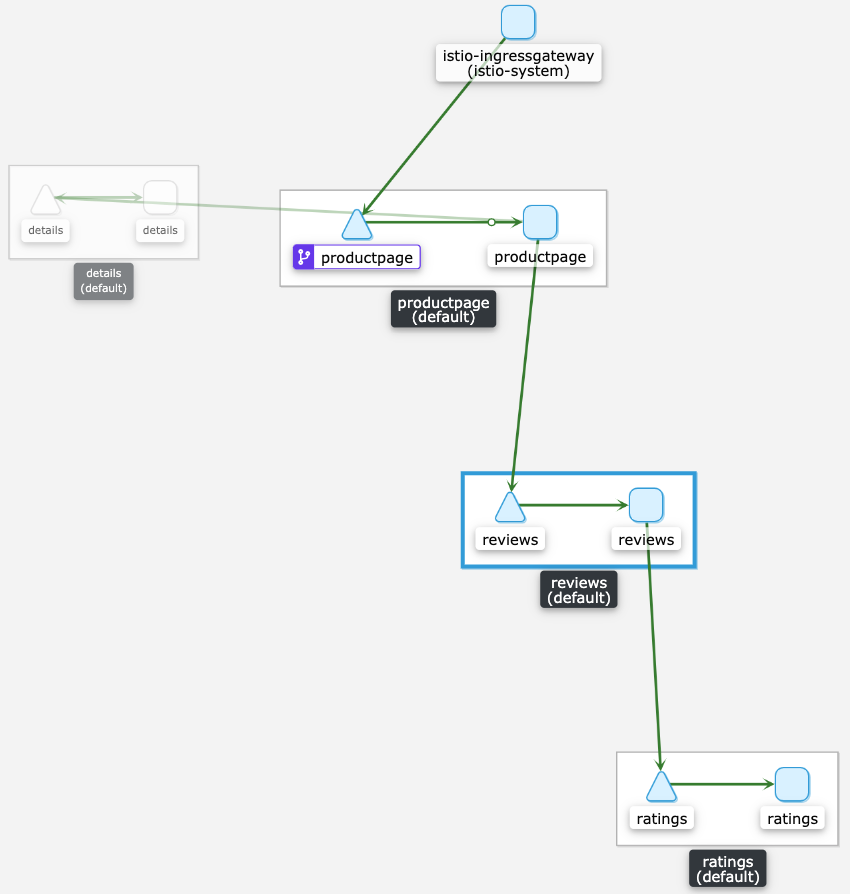 istio-ingressgateway
(istio-system)
details
details
details
(default)
productpage
productpage
productpage
(default)
reviews
reviews
reviews
(default)
ratings
ratings
ratings
(default)